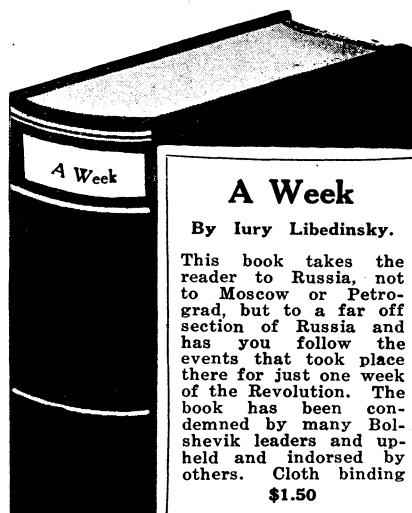 A Week
A Week
By Iury Libedinsky.
This book takes the
reader to Russia, not
to Moscow or Petro-
grad, but to a far off
section of Russia and
has you follow the
events that took place
there for just one week
of the Revolution. The
book has been con-
demned by many Bol-
shevik leaders and up-
held and indorsed by
others. Cloth binding
$1.50